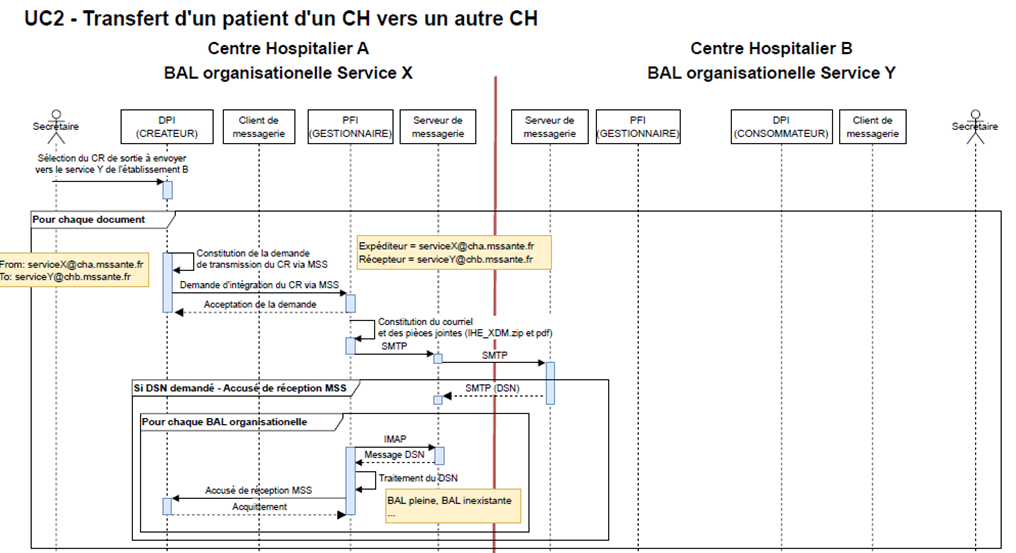 UC2 - Transfert d'un patient d'un CH vers un autre CH
Centre Hospitalier A
BAL organisationelle Service X
Centre Hospitalier B
BAL organisationelle Service Y
Secrétaire
DPI
(CREATEUR)
Client de
messagerie
PFI
(GESTIONNAIRE)
Serveur de
messagerie
Serveur de
messagerie
PFI
(GESTIONNAIRE)
DPI
(CONSOMMATEUR)
Client de
messagerie
Secrétaire
Sélection du CR de sortie à envoyer
vers le service Y de l'établissement B
Pour chaque document
From: serviceX@cha.mssante.fr
To: serviceY@chb.mssante.fr
Constitution de la demande
de transmission du CR via MSS
Expéditeur = serviceX@cha.mssante.fr
Récepteur = serviceY@chb.mssante.fr
Demande d'intégration du CR via MSS
Acceptation de la demande
Constitution du courriel
et des pièces jointes (IHE_XDM.zip et pdf)
SMTP
SMTP
Si DSN demandé - Accusé de réception MSS
SMTP (DSN)
Pour chaque BAL organisationelle
IMAP
Message DSN
Traitement du DSN
Accusé de réception MSS
BAL pleine, BAL inexistante
...
Acquittement